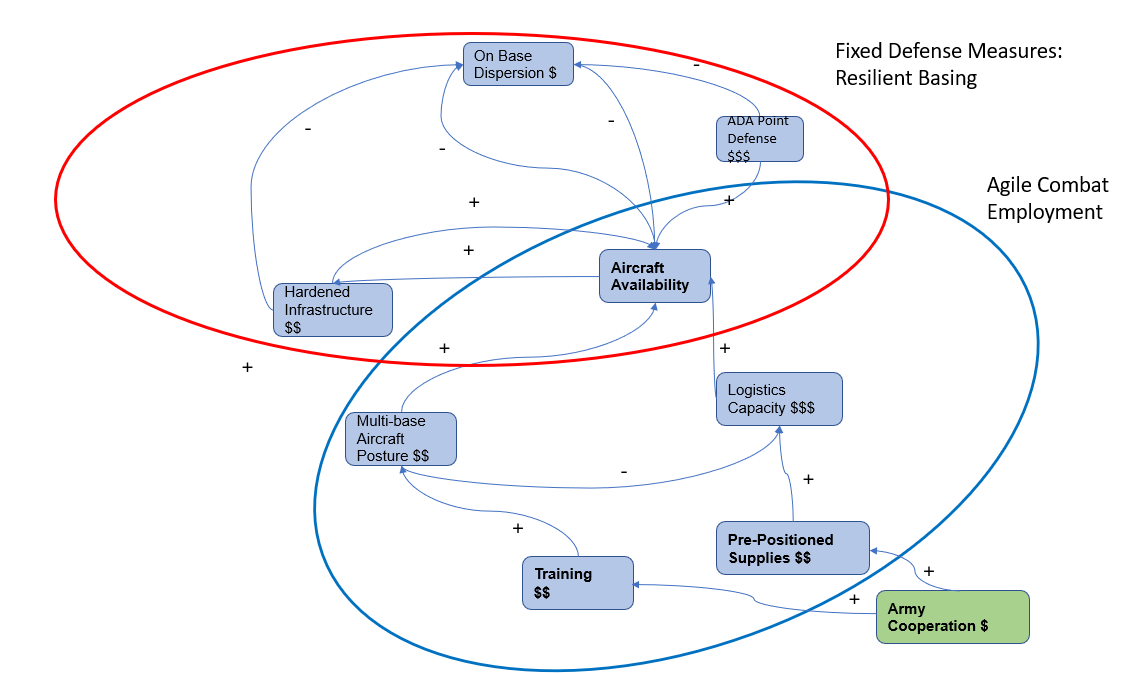 On Base
Dispersion $
Fixed Defense Measures:
Resilient Basing
-
-
-
-
ADA Point
Defense
$$$
Agile Combat
Employment
+
+
+
Aircraft
Availability
Hardened
Infrastructure
$$
+
+
+
Logistics
Capacity $$$
Multi-base
Aircraft
Posture $$
-
+
+
Pre-Positioned
Supplies $$
Training
$$
+
+
Army
Cooperation $